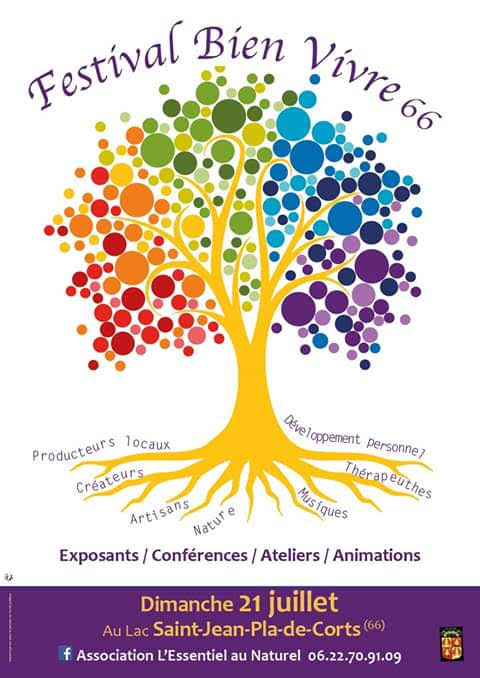 Festival Bien Vivre 66
Producteurs locaux
Créateurs
Artisans
Nature
Musiques
Thérapeuthes
Développement personnel
Exposants / Conférences / Ateliers / Animations
Dimanche 21 juillet
Au Lac Saint-Jean-Pla-de-Corts (66)
Association L'Essentiel au Naturel 06.22.70.91.09